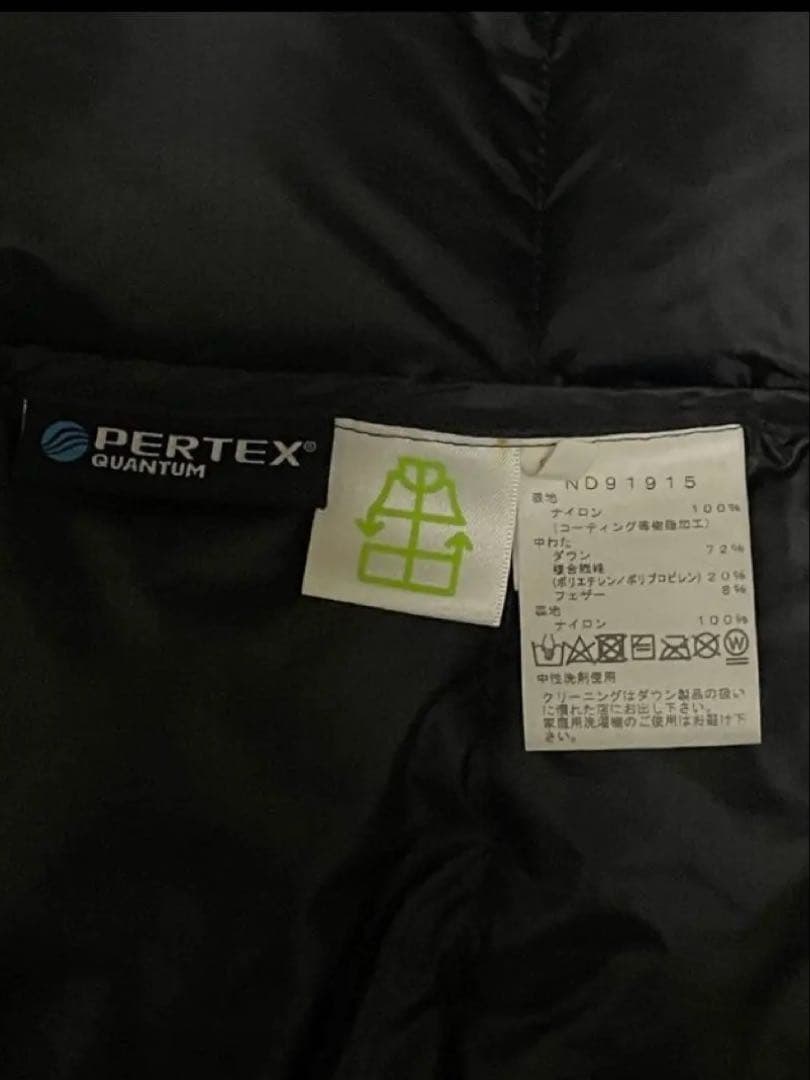 PERTEX®
QUANTUM
ND91915
表地
ナイロン 100%
(コーティング等樹脂加工)
中わた
ダウン 72%
複合繊維
(ポリエチレン/ポリプロピレン) 20%
フェザー 8%
裏地
ナイロン 100%
W
中性洗剤使用
クリーニングはダウン製品の扱い
に慣れた店にお出し下さい。
家庭用洗濯機のご使用はお避け下
さい。